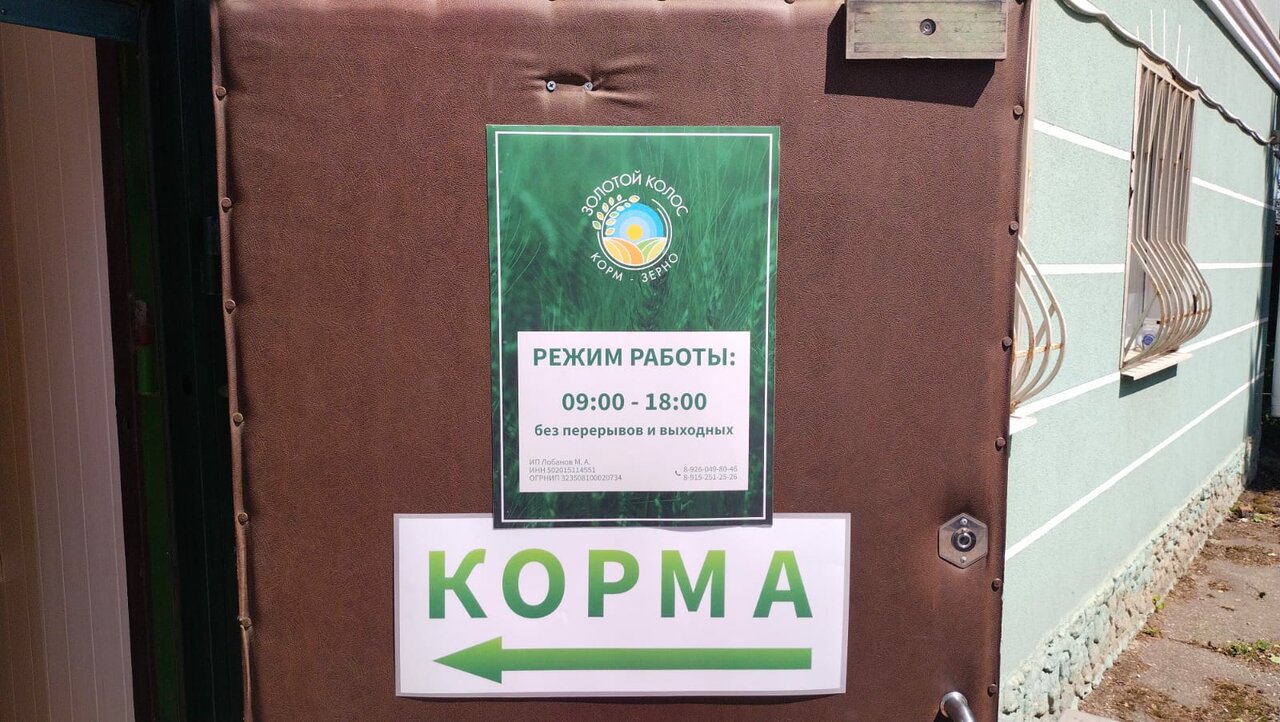 ЗОЛОТОЙ КОЛОС
КОРМ - ЗЕРНО
РЕЖИМ РАБОТЫ:
09:00 - 18:00
без перерывов и выходных
ИП Лобанов М. А.
ИНН 502015114551
ОГРНИП 323508100020734
8-926-049-80-46
8-915-251-25-26
КОРМА